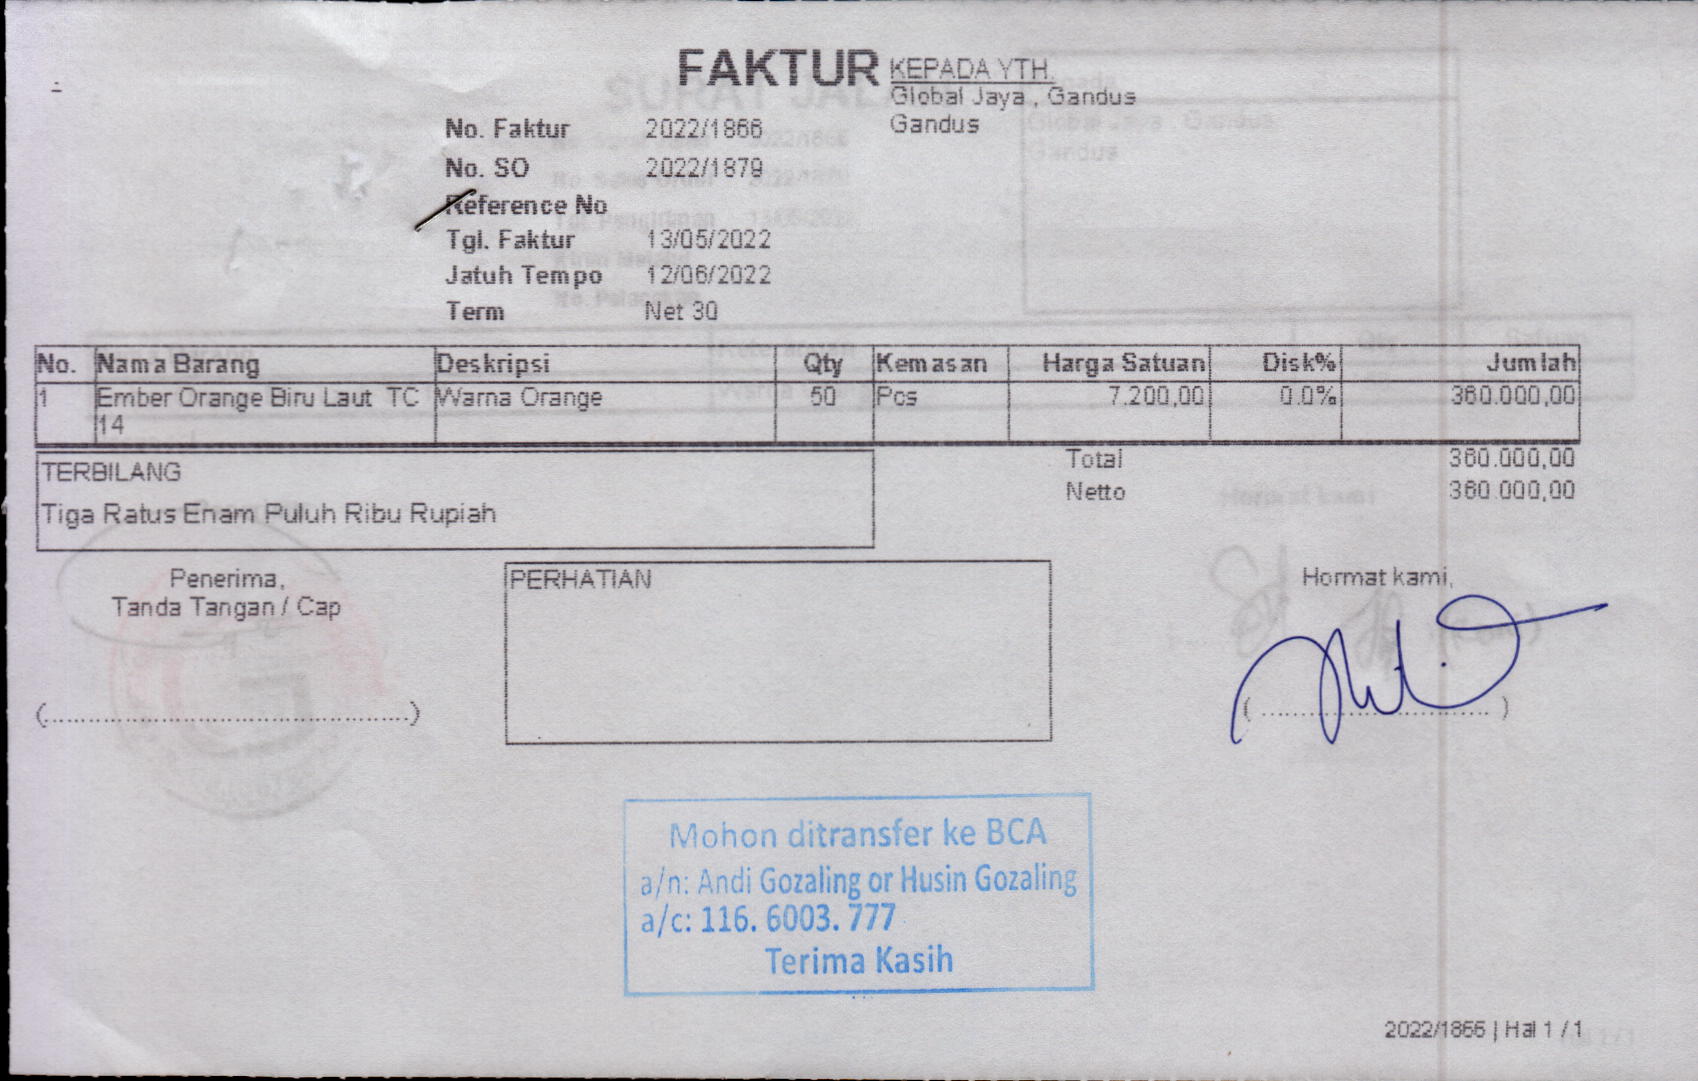 FAKTUR
KEPADA YTH.
Global Jaya , Gandus
Gandus
No. Faktur 2022/1866
No. SO 2022/1879
Reference No
Tgl. Faktur 13/05/2022
Jatuh Tempo 12/06/2022
Term Net 30
No. Nama Barang Deskripsi Qty Kemasan Harga Satuan Disk% Jumlah
1 Ember Orange Biru Laut TC Warna Orange 50 Pcs 7.200,00 0.0% 360.000,00
14
Total 360.000,00
Netto 360.000,00
TERBILANG
Tiga Ratus Enam Puluh Ribu Rupiah
Penerima,
Tanda Tangan / Cap
(..........................................)
PERHATIAN
Hormat kami,
( .............................. )
Mohon ditransfer ke BCA
a/n: Andi Gozaling or Husin Gozaling
a/c: 116. 6003. 777
Terima Kasih
2022/1866 | Hal 1 / 1